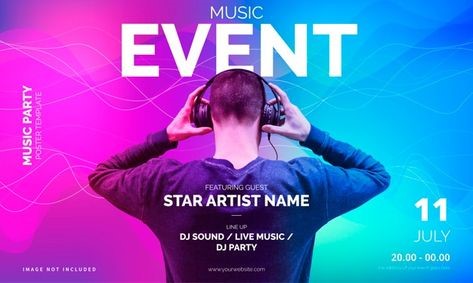 MUSIC
EVENT
MUSIC PARTY
POSTER TEMPLATE
FEATURING GUEST
STAR ARTIST NAME
LINE UP
DJ SOUND / LIVE MUSIC /
DJ PARTY
11
JULY
20.00 - 00.00
IMAGE NOT INCLUDED
www.yourwebsite.com